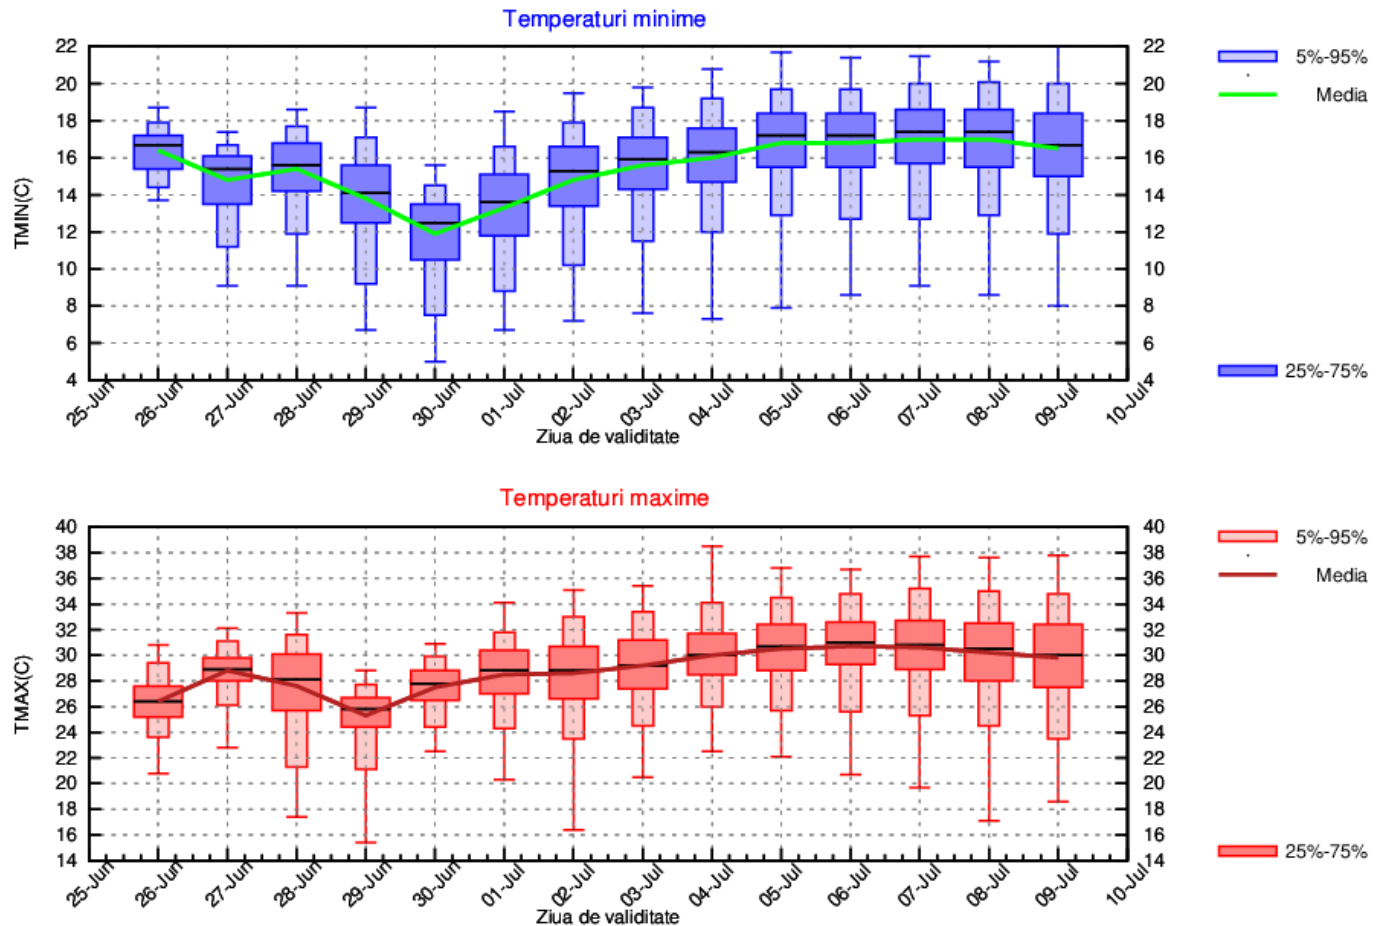 Temperaturi minime
22
20
18
16
14
12
10
8
6
4
TMIN(C)
22
20
18
16
14
12
10
8
6
4
25-Jun
26-Jun
27-Jun
28-Jun
29-Jun
30-Jun
01-Jul
02-Jul
03-Jul
04-Jul
05-Jul
06-Jul
07-Jul
08-Jul
09-Jul
10-Jul
Ziua de validitate
5%-95%
Media
25%-75%
Temperaturi maxime
40
38
36
34
32
30
28
26
24
22
20
18
16
14
TMAX(C)
40
38
36
34
32
30
28
26
24
22
20
18
16
14
25-Jun
26-Jun
27-Jun
28-Jun
29-Jun
30-Jun
01-Jul
02-Jul
03-Jul
04-Jul
05-Jul
06-Jul
07-Jul
08-Jul
09-Jul
10-Jul
Ziua de validitate
5%-95%
Media
25%-75%